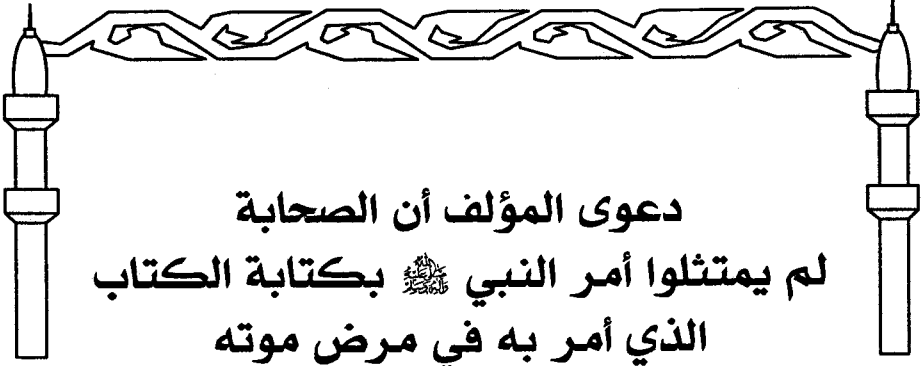 دعوى المؤلف أن الصحابة
لم يمتثلوا أمر النبي ﷺ بكتابة الكتاب
الذي أمر به في مرض موته